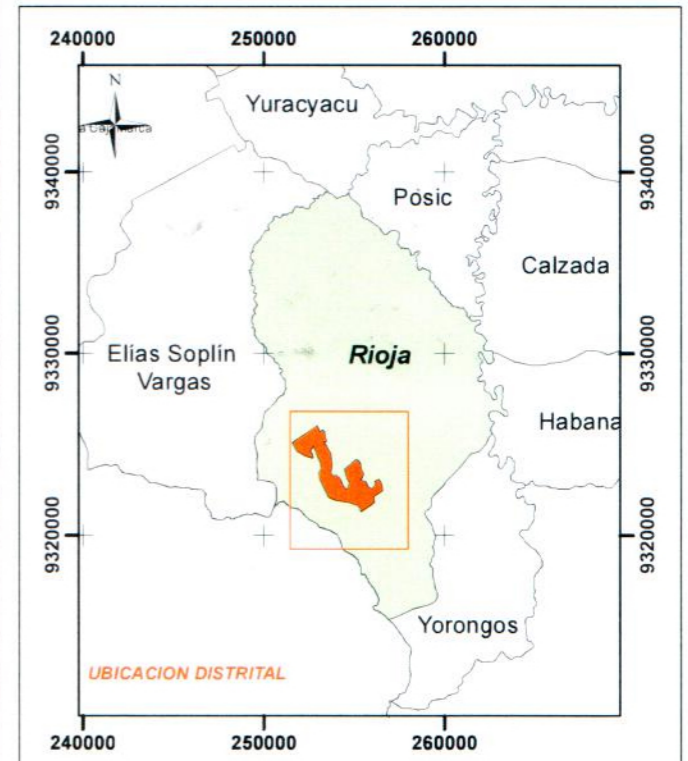 240000 250000 260000
N
Yuracyacu
9340000 Posic 9340000
Calzada
9330000 Elías Soplín Rioja 9330000
Vargas
Habana
9320000 9320000
Yorongos
UBICACION DISTRITAL
240000 250000 260000